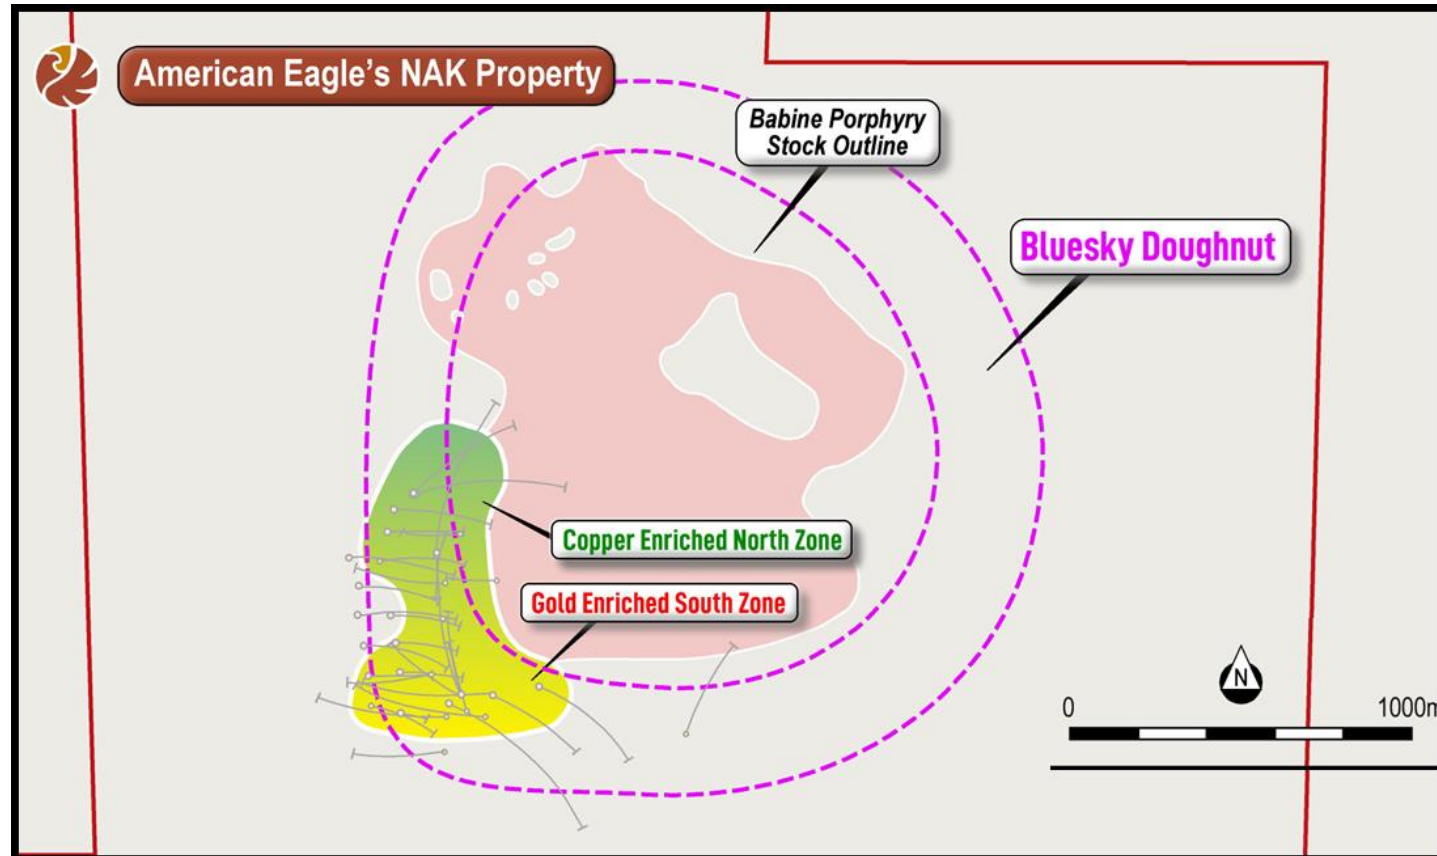 American Eagle's NAK Property
Babine Porphyry
Stock Outline
Bluesky Doughnut
Copper Enriched North Zone
Gold Enriched South Zone
N
0
1000m